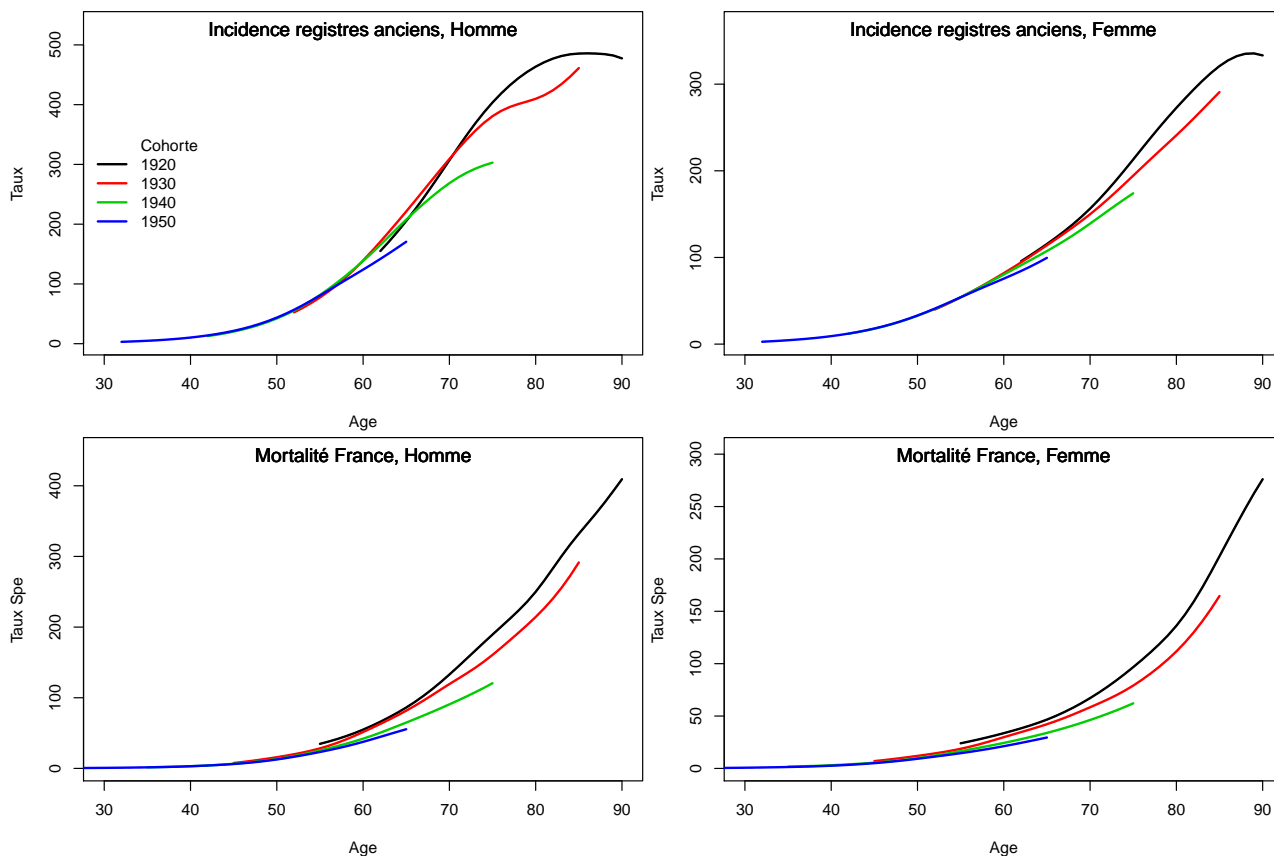 Incidence registres anciens, Homme
Taux
500
400
300
200
100
0
Cohorte
1920
1930
1940
1950
30 40 50 60 70 80 90
Age
Incidence registres anciens, Femme
Taux
300
200
100
0
30 40 50 60 70 80 90
Age
Mortalité France, Homme
Taux Spe
400
300
200
100
0
30 40 50 60 70 80 90
Age
Mortalité France, Femme
Taux Spe
300
250
200
150
100
50
0
30 40 50 60 70 80 90
Age